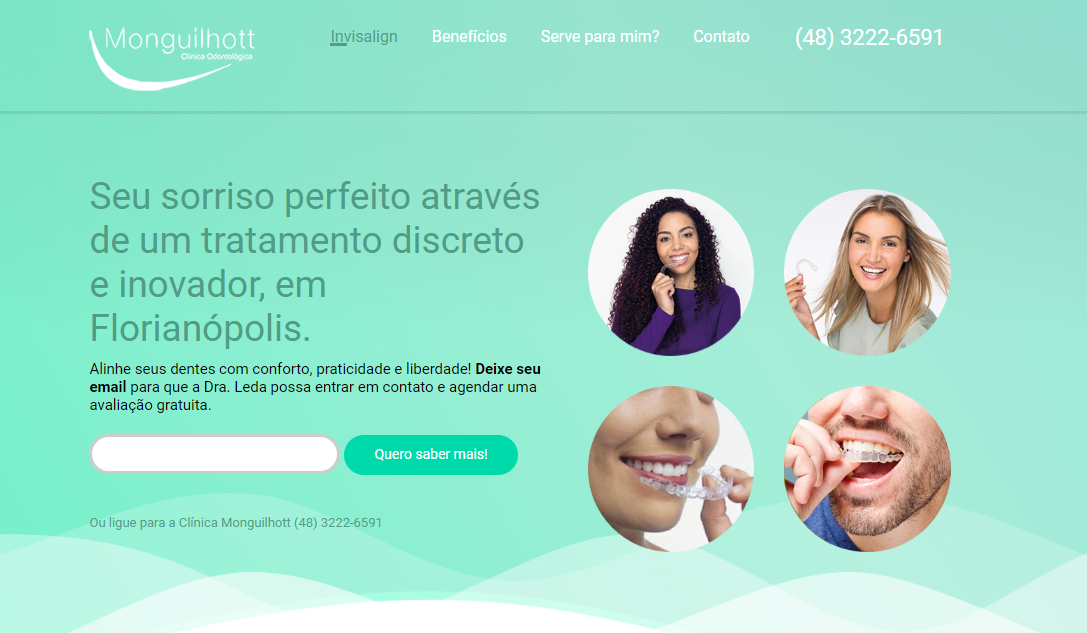 Monguilhott
Clínica Odontológica
Invisalign
Benefícios
Serve para mim?
Contato
(48) 3222-6591
Seu sorriso perfeito através
de um tratamento discreto
e inovador, em
Florianópolis.
Alinhe seus dentes com conforto, praticidade e liberdade! Deixe seu
email para que a Dra. Leda possa entrar em contato e agendar uma
avaliação gratuita.
Quero saber mais!
Ou ligue para a Clínica Monguilhott (48) 3222-6591